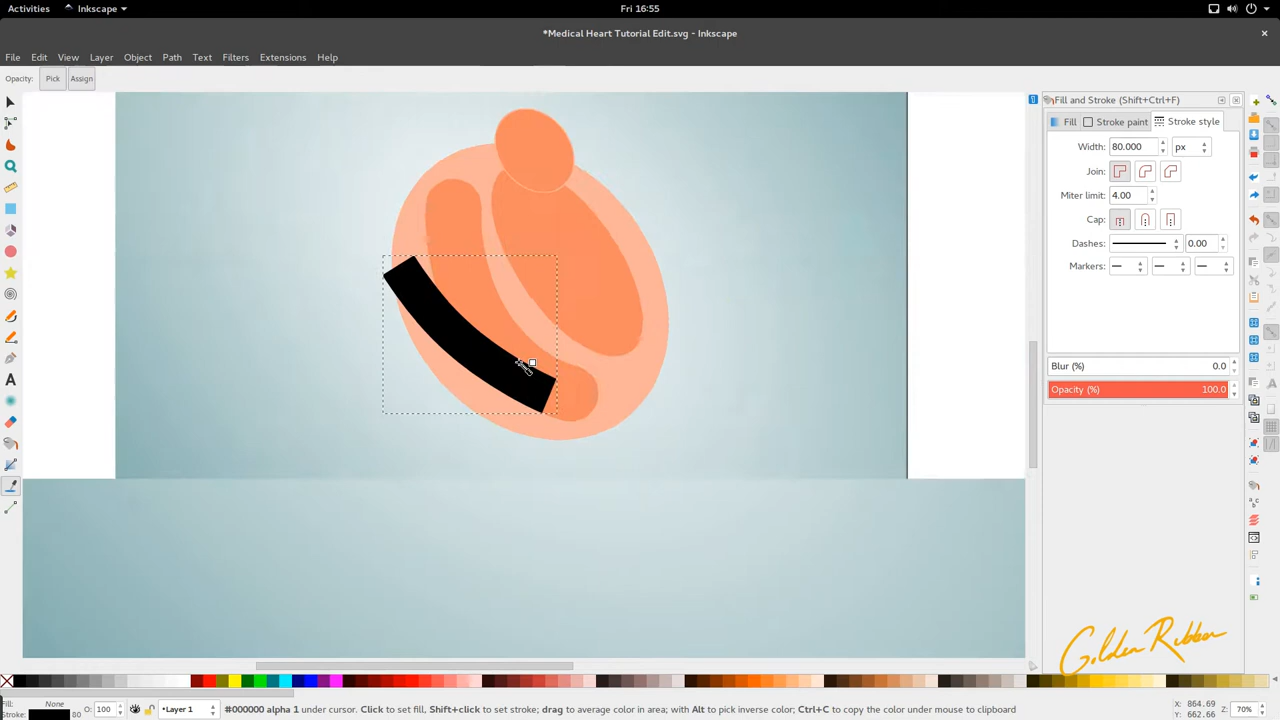 Activities
Inkscape
Fri 16:55
*Medical Heart Tutorial Edit.svg - Inkscape
File Edit View Layer Object Path Text Filters Extensions Help
Opacity: Pick Assign
Fill and Stroke (Shift+Ctrl+F)
Fill Stroke paint Stroke style
Width: 80.000 px
Join:
Miter limit: 4.00
Cap:
Dashes: 0.00
Markers:
Blur (%) 0.0
Opacity (%) 100.0
Golden Ribbon
Fill: None
Stroke: 80
O: 100
•Layer 1
#000000 alpha 1 under cursor. Click to set fill, Shift+click to set stroke; drag to average color in area; with Alt to pick inverse color; Ctrl+C to copy the color under mouse to clipboard
X: 864.69
Y: 662.66
Z: 70%